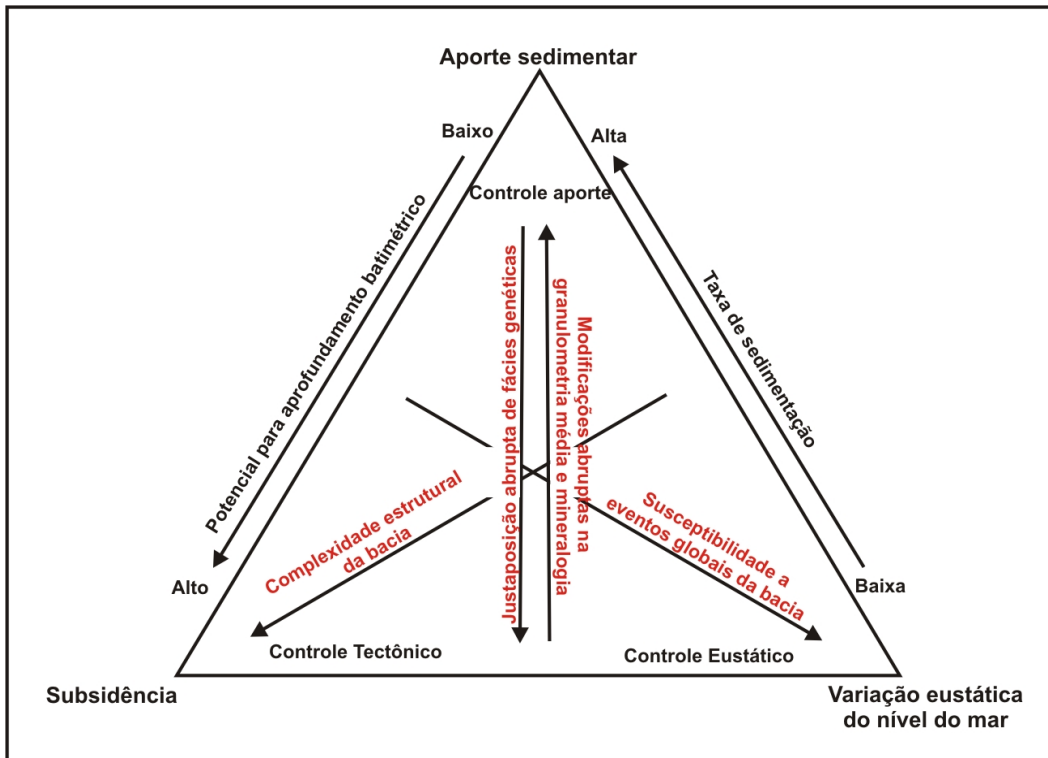 Aporte sedimentar
Baixo
Alta
Controle aporte
Potencial para aprofundamento batimétrico
Taxa de sedimentação
Justaposição abrupta de fácies genéticas
Modificações abruptas na
granulometria média e mineralogia
Complexidade estrutural
da bacia
Susceptibilidade a
eventos globais da bacia
Alto
Baixa
Controle Tectônico
Controle Eustático
Subsidência
Variação eustática
do nível do mar